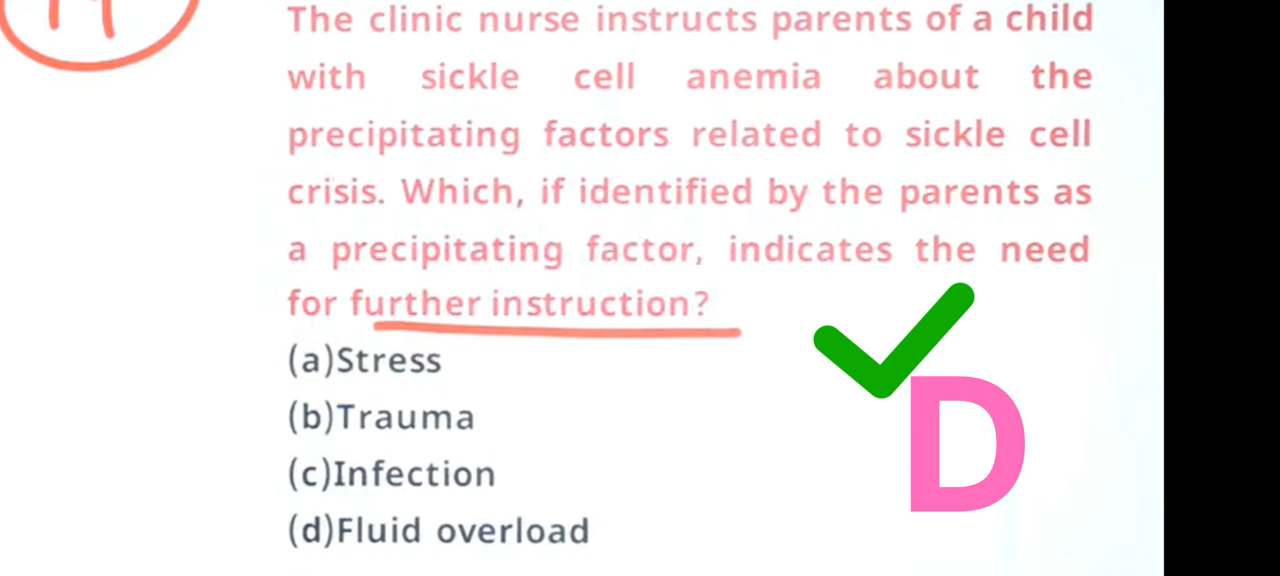 The clinic nurse instructs parents of a child
with sickle cell anemia about the
precipitating factors related to sickle cell
crisis. Which, if identified by the parents as
a precipitating factor, indicates the need
for further instruction?
(a)Stress
(b)Trauma
(c)Infection
(d)Fluid overload
D